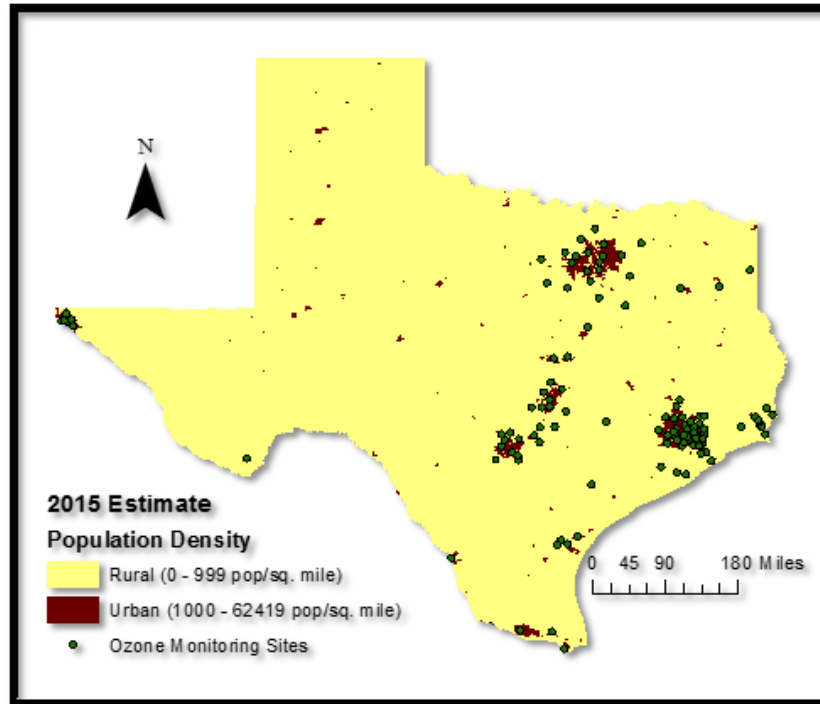 N
2015 Estimate
Population Density
Rural (0 - 999 pop/sq. mile)
Urban (1000 - 62419 pop/sq. mile)
Ozone Monitoring Sites
0 45 90 180 Miles